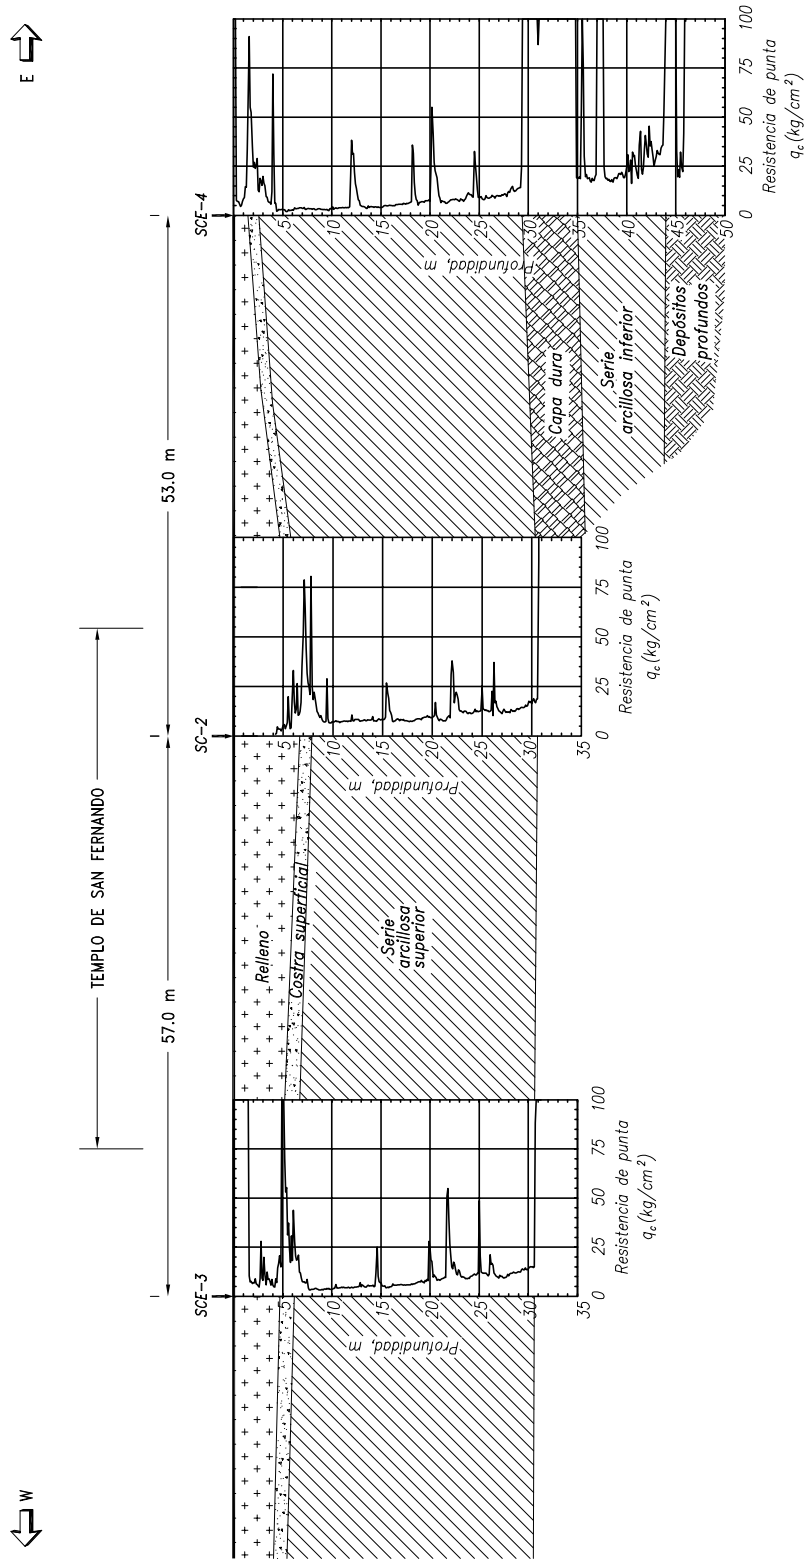 W
E
TEMPLO DE SAN FERNANDO
57.0 m
53.0 m
SCE-3
SC-2
SCE-4
5
10
15
20
25
30
35
Profundidad, m
0
25
50
75
100
Resistencia de punta
qc(kg/cm²)
Relleno
Costra superficial
Serie
arcillosa
superior
5
10
15
20
25
30
35
Profundidad, m
0
25
50
75
100
Resistencia de punta
qc(kg/cm²)
Capa dura
Serie
arcillosa inferior
Depósitos
profundos
5
10
15
20
25
30
35
40
45
50
Profundidad, m
0
25
50
75
100
Resistencia de punta
qc(kg/cm²)